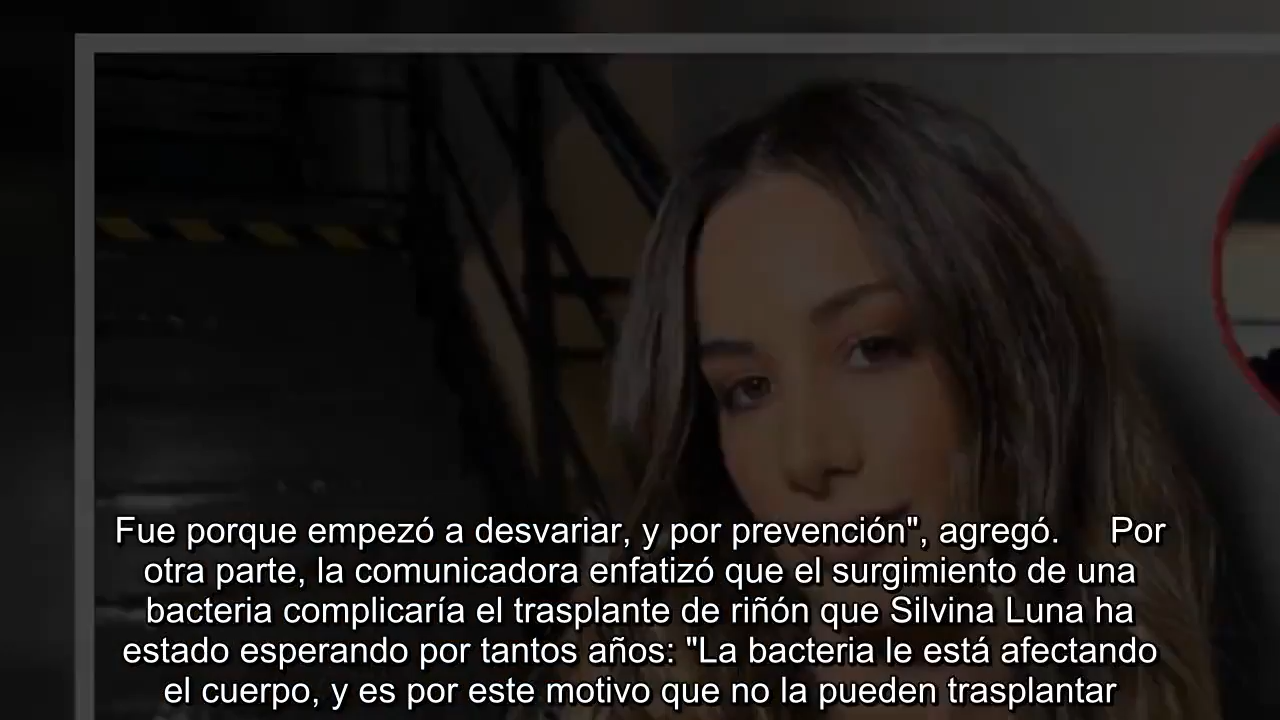 Fue porque empezó a desvariar, y por prevención", agregó. Por
otra parte, la comunicadora enfatizó que el surgimiento de una
bacteria complicaría el trasplante de riñón que Silvina Luna ha
estado esperando por tantos años: "La bacteria le está afectando
el cuerpo, y es por este motivo que no la pueden trasplantar